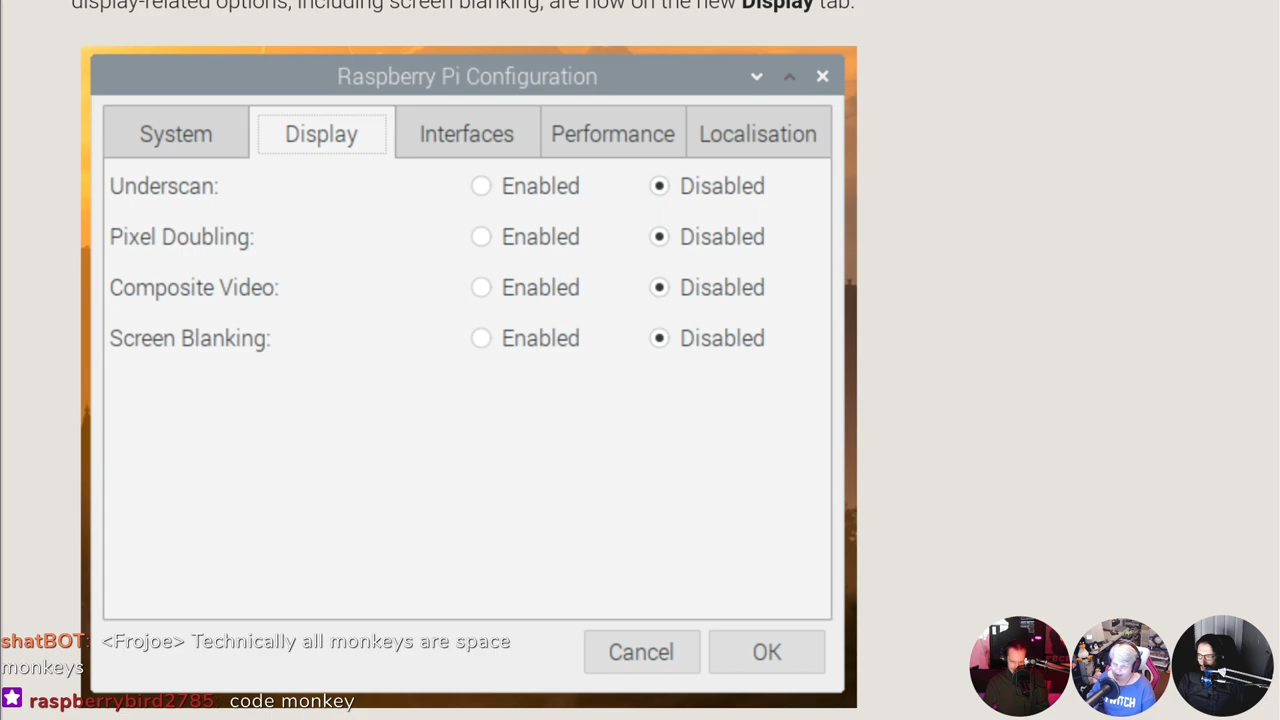 display-related options, including screen blanking, are now on the new Display tab.
Raspberry Pi Configuration
System Display Interfaces Performance Localisation
Underscan: Enabled Disabled
Pixel Doubling: Enabled Disabled
Composite Video: Enabled Disabled
Screen Blanking: Enabled Disabled
Cancel OK
shatBOT: <Frojoe> Technically all monkeys are space
monkeys
raspberrybird2785 code monkey
TWITCH